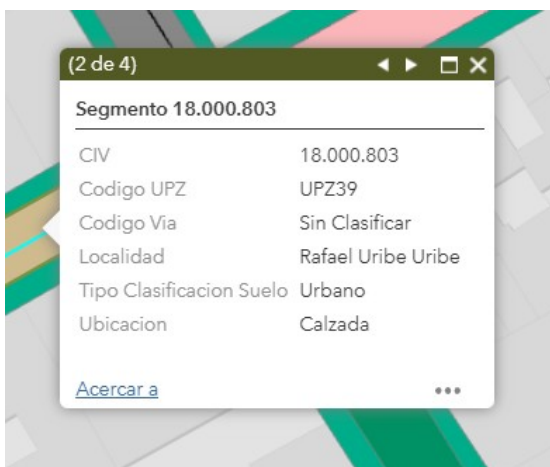 (2 de 4)
Segmento 18.000.803
CIV 18.000.803
Codigo UPZ UPZ39
Codigo Via Sin Clasificar
Localidad Rafael Uribe Uribe
Tipo Clasificacion Suelo Urbano
Ubicacion Calzada
Acercar a